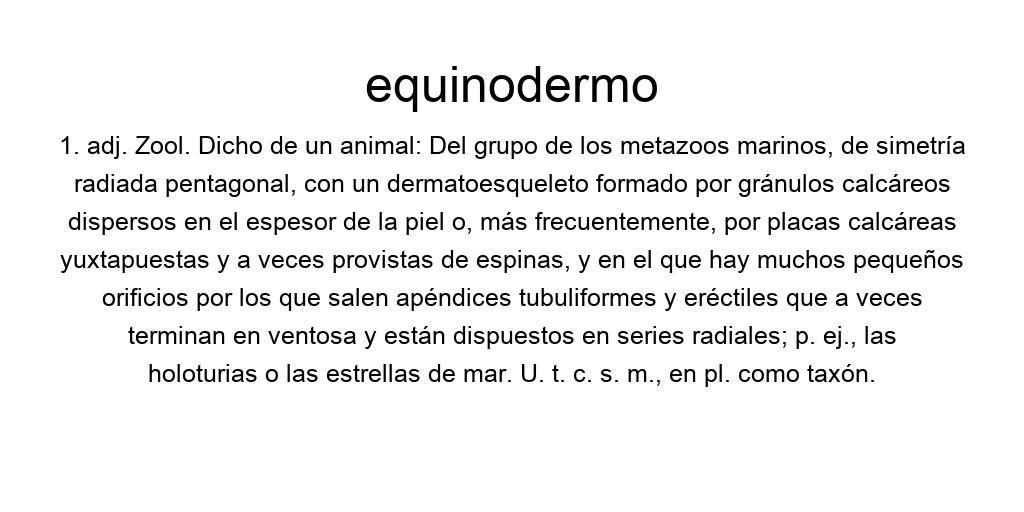 equinodermo
1. adj. Zool. Dicho de un animal: Del grupo de los metazoos marinos, de simetría
radiada pentagonal, con un dermatoesqueleto formado por gránulos calcáreos
dispersos en el espesor de la piel o, más frecuentemente, por placas calcáreas
yuxtapuestas y a veces provistas de espinas, y en el que hay muchos pequeños
orificios por los que salen apéndices tubuliformes y eréctiles que a veces
terminan en ventosa y están dispuestos en series radiales; p. ej., las
holoturias o las estrellas de mar. U. t. c. s. m., en pl. como taxón.